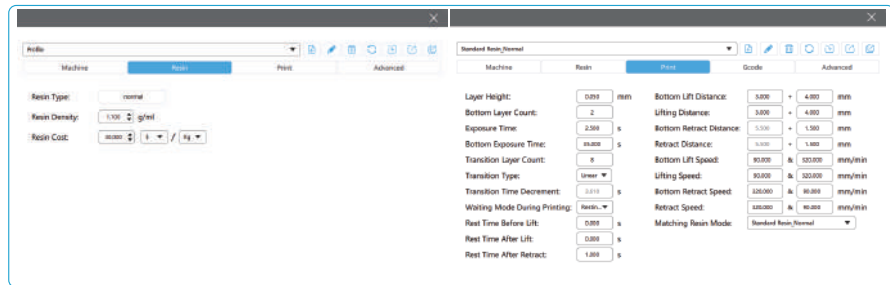 Profile
Machine Resin Print Advanced
Resin Type: normal
Resin Density: 1.100 g/ml
Resin Cost: 30.000 $ / Kg
Standard Resin_Normal
Machine Resin Print Gcode Advanced
Layer Height: 0.050 mm Bottom Lift Distance: 3.000 + 4.000 mm
Bottom Layer Count: 2 Lifting Distance: 3.000 + 4.000 mm
Exposure Time: 2.500 s Bottom Retract Distance: 5.500 + 1.500 mm
Bottom Exposure Time: s Retract Distance: 5.500 + 1.500 mm
Transition Layer Count: 8 Bottom Lift Speed: 90.000 & 320.000 mm/min
Transition Type: Linear Lifting Speed: 90.000 & 320.000 mm/min
Transition Time Decrement: s Bottom Retract Speed: 320.000 & 90.000 mm/min
Waiting Mode During Printing: Restin... Retract Speed: 320.000 & 90.000 mm/min
Rest Time Before Lift: 0.000 s Matching Resin Mode: Standard Resin_Normal
Rest Time After Lift: 0.000 s
Rest Time After Retract: 1.000 s